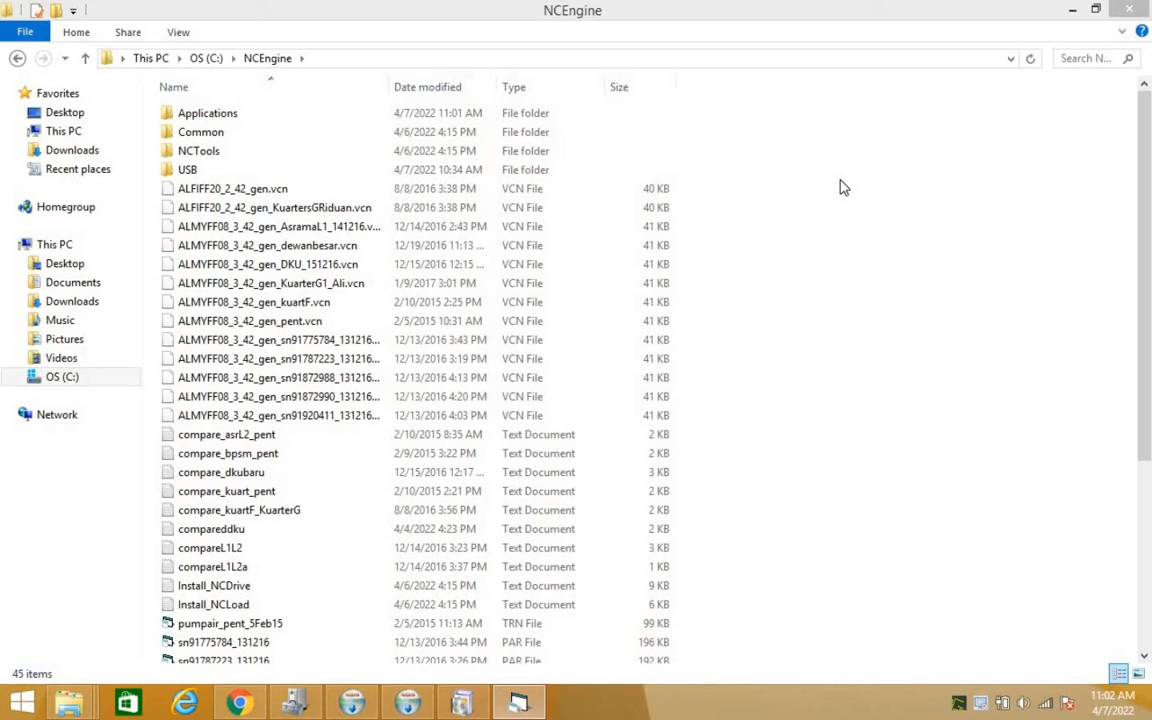 NCEngine
File Home Share View
This PC OS (C:) NCEngine Search N...
Name Date modified Type Size
Favorites
Desktop
This PC
Downloads
Recent places
Homegroup
This PC
Desktop
Documents
Downloads
Music
Pictures
Videos
OS (C:)
Network
Applications 4/7/2022 11:01 AM File folder
Common 4/6/2022 4:15 PM File folder
NCTools 4/6/2022 4:15 PM File folder
USB 4/7/2022 10:34 AM File folder
ALFIFF20_2_42_gen.vcn 8/8/2016 3:38 PM VCN File 40 KB
ALFIFF20_2_42_gen_KuartersGRiduan.vcn 8/8/2016 3:38 PM VCN File 40 KB
ALMYFF08_3_42_gen_AsramaL1_141216.v... 12/14/2016 2:43 PM VCN File 41 KB
ALMYFF08_3_42_gen_dewanbesar.vcn 12/19/2016 11:13 ... VCN File 41 KB
ALMYFF08_3_42_gen_DKU_151216.vcn 12/15/2016 12:15 ... VCN File 41 KB
ALMYFF08_3_42_gen_KuarterG1_Ali.vcn 1/9/2017 3:01 PM VCN File 41 KB
ALMYFF08_3_42_gen_kuartF.vcn 2/10/2015 2:25 PM VCN File 41 KB
ALMYFF08_3_42_gen_pent.vcn 2/5/2015 10:31 AM VCN File 41 KB
ALMYFF08_3_42_gen_sn91775784_131216... 12/13/2016 3:43 PM VCN File 41 KB
ALMYFF08_3_42_gen_sn91787223_131216... 12/13/2016 3:19 PM VCN File 41 KB
ALMYFF08_3_42_gen_sn91872988_131216... 12/13/2016 4:13 PM VCN File 41 KB
ALMYFF08_3_42_gen_sn91872990_131216... 12/13/2016 4:20 PM VCN File 41 KB
ALMYFF08_3_42_gen_sn91920411_131216... 12/13/2016 4:03 PM VCN File 41 KB
compare_asrL2_pent 2/10/2015 8:35 AM Text Document 2 KB
compare_bpsm_pent 2/9/2015 3:22 PM Text Document 2 KB
compare_dkubaru 12/15/2016 12:17 ... Text Document 3 KB
compare_kuart_pent 2/10/2015 2:21 PM Text Document 2 KB
compare_kuartF_KuarterG 8/8/2016 3:56 PM Text Document 2 KB
compareddku 4/4/2022 4:23 PM Text Document 2 KB
compareL1L2 12/14/2016 3:23 PM Text Document 3 KB
compareL1L2a 12/14/2016 3:37 PM Text Document 1 KB
Install_NCDrive 4/6/2022 4:15 PM Text Document 9 KB
Install_NCLoad 4/6/2022 4:15 PM Text Document 6 KB
pumpair_pent_5Feb15 2/5/2015 11:13 AM TRN File 99 KB
sn91775784_131216 12/13/2016 3:44 PM PAR File 196 KB
sn91787223_131216 12/13/2016 3:26 PM PAR File 192 KB
45 items
11:02 AM
4/7/2022